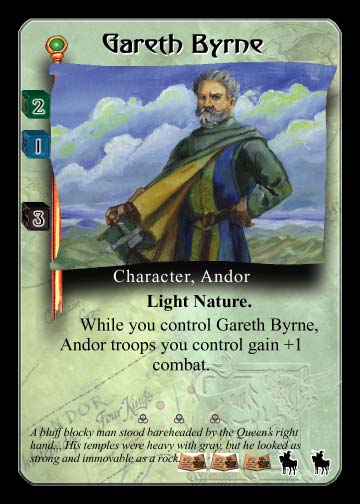 Gareth Byrne
2
1
3
Character, Andor
Light Nature.
While you control Gareth Byrne,
Andor troops you control gain +1
combat.
Four Kings
A bluff blocky man stood bareheaded by the Queen's right
hand... His temples were heavy with gray, but he looked as
strong and immovable as a rock.